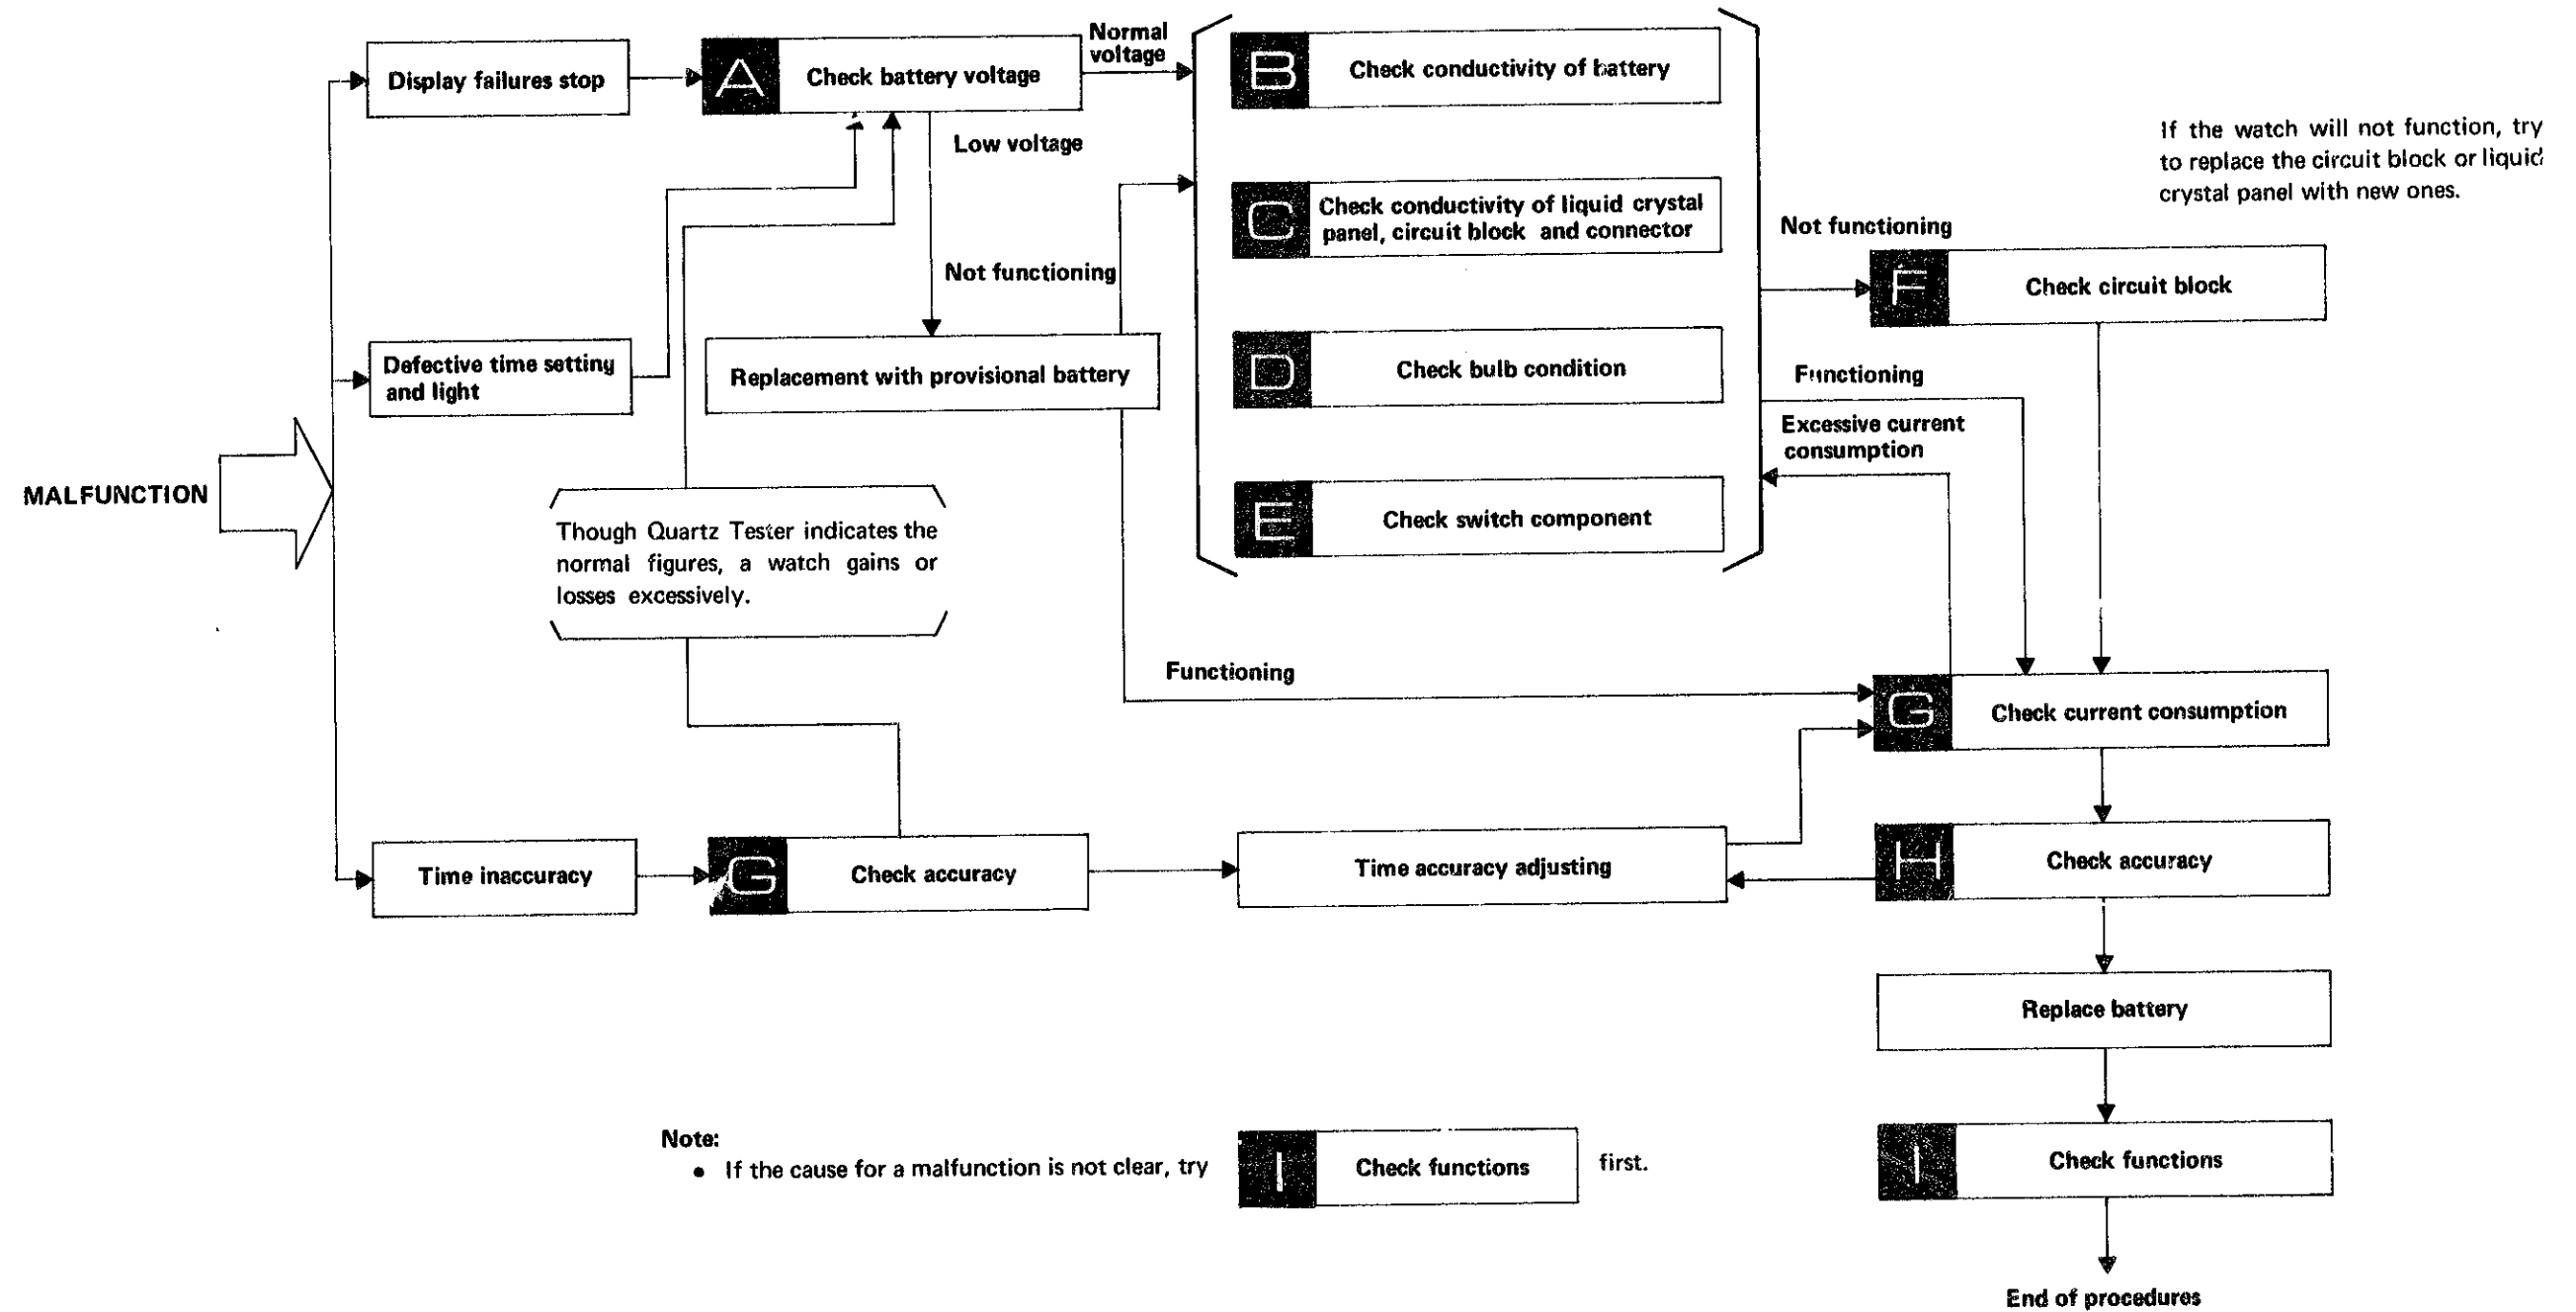 Display failures stop
A
Check battery voltage
Normal
voltage
Low voltage
B
Check conductivity of battery
C
Check conductivity of liquid crystal
panel, circuit block and connector
D
Check bulb condition
E
Check switch component
If the watch will not function, try
to replace the circuit block or liquid
crystal panel with new ones.
Not functioning
F
Check circuit block
Not functioning
Defective time setting
and light
Replacement with provisional battery
Functioning
Excessive current
consumption
MALFUNCTION
Though Quartz Tester indicates the
normal figures, a watch gains or
losses excessively.
Functioning
G
Check current consumption
Time inaccuracy
G
Check accuracy
Time accuracy adjusting
H
Check accuracy
Replace battery
Note:
• If the cause for a malfunction is not clear, try
I
Check functions
first.
I
Check functions
End of procedures